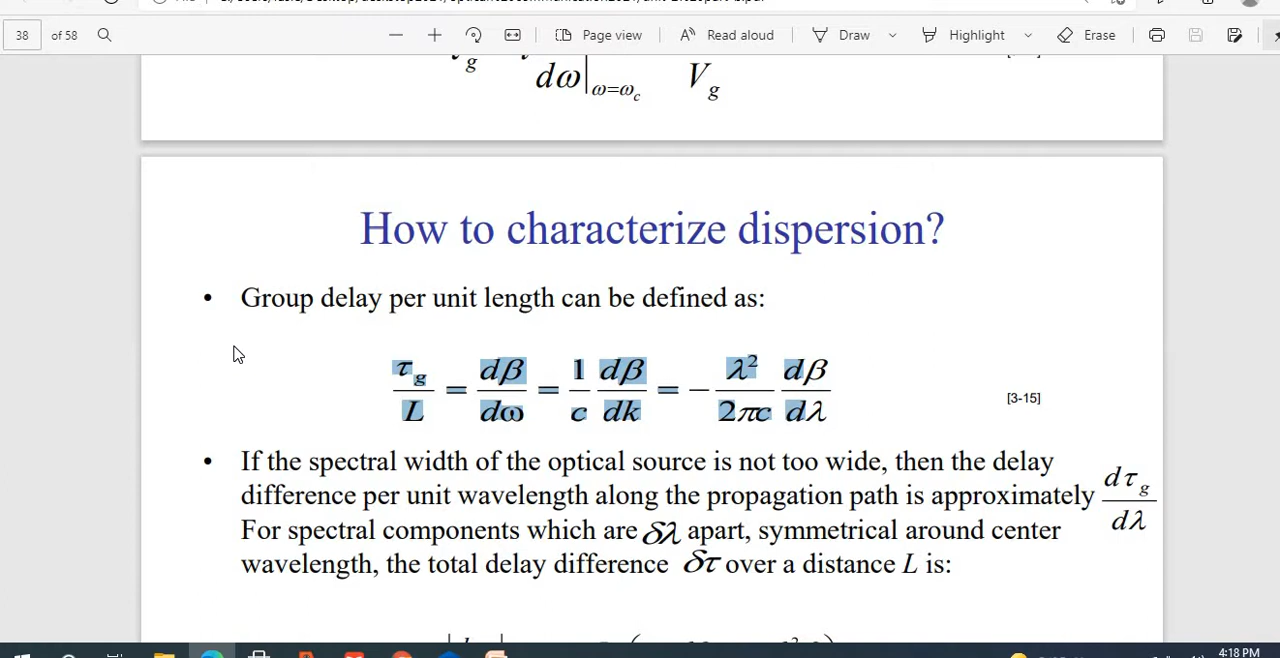 38 of 58 Page view Read aloud Draw Highlight Erase
g dω|ω=ω_c V_g
How to characterize dispersion?
• Group delay per unit length can be defined as:
τ_g/L = dβ/dω = 1/c dβ/dk = − λ²/2πc dβ/dλ [3-15]
• If the spectral width of the optical source is not too wide, then the delay
difference per unit wavelength along the propagation path is approximately dτ_g/dλ
For spectral components which are δλ apart, symmetrical around center
wavelength, the total delay difference δτ over a distance L is:
4:18 PM